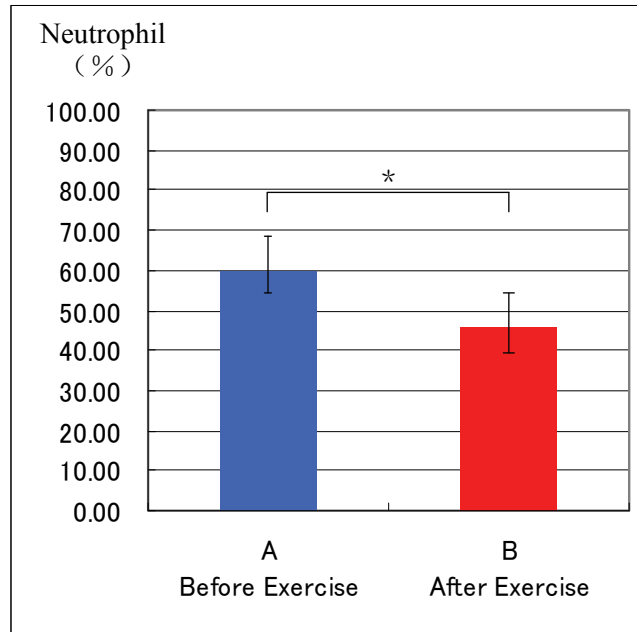 Neutrophil
（％）
100.00
90.00
80.00
70.00
60.00
50.00
40.00
30.00
20.00
10.00
0.00
*
A
Before Exercise
B
After Exercise